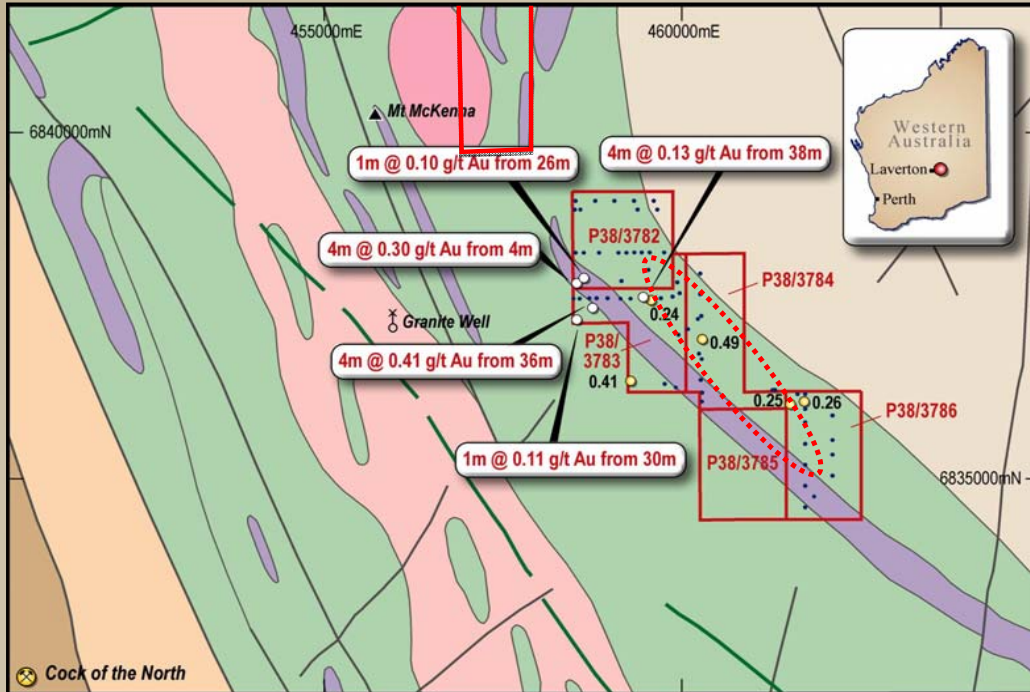 455000mE
460000mE
Mt McKenna
6840000mN
Western
Australia
Laverton
Perth
1m @ 0.10 g/t Au from 26m
4m @ 0.13 g/t Au from 38m
P38/3782
4m @ 0.30 g/t Au from 4m
P38/3784
Granite Well
0.24
0.49
P38/
3783
4m @ 0.41 g/t Au from 36m
0.41
0.25
0.26
P38/3786
1m @ 0.11 g/t Au from 30m
P38/3785
6835000mN
Cock of the North